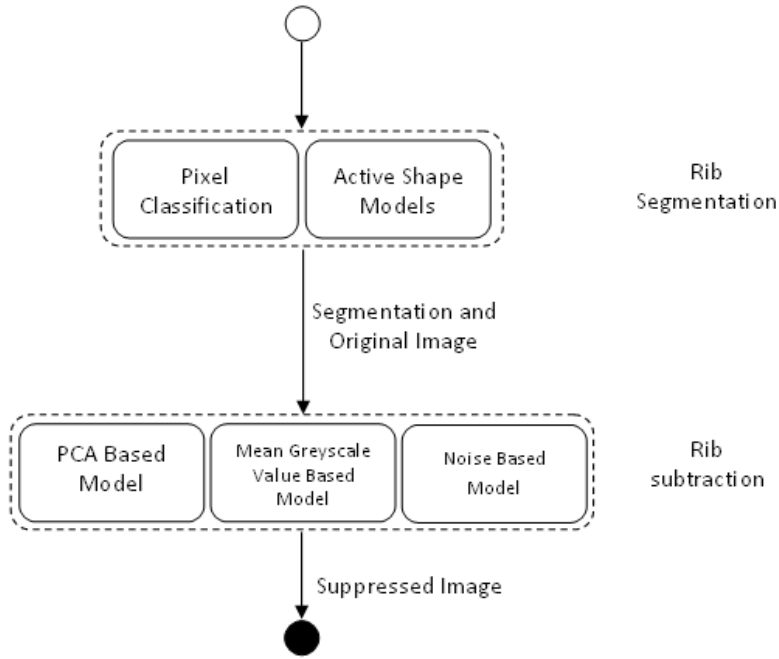 Pixel
Classification
Active Shape
Models
Rib
Segmentation
Segmentation and
Original Image
PCA Based
Model
Mean Greyscale
Value Based
Model
Noise Based
Model
Rib
subtraction
Suppressed Image